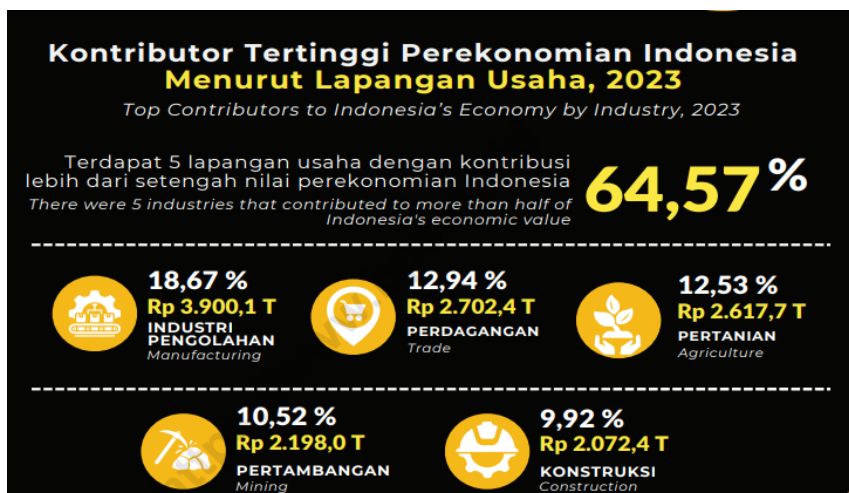 Kontributor Tertinggi Perekonomian Indonesia
Menurut Lapangan Usaha, 2023
Top Contributors to Indonesia's Economy by Industry, 2023
Terdapat 5 lapangan usaha dengan kontribusi
lebih dari setengah nilai perekonomian Indonesia
There were 5 industries that contributed to more than half of
Indonesia's economic value
64,57%
18,67 %
Rp 3.900,1 T
INDUSTRI
PENGOLAHAN
Manufacturing
12,94 %
Rp 2.702,4 T
PERDAGANGAN
Trade
12,53 %
Rp 2.617,7 T
PERTANIAN
Agriculture
10,52 %
Rp 2.198,0 T
PERTAMBANGAN
Mining
9,92 %
Rp 2.072,4 T
KONSTRUKSI
Construction